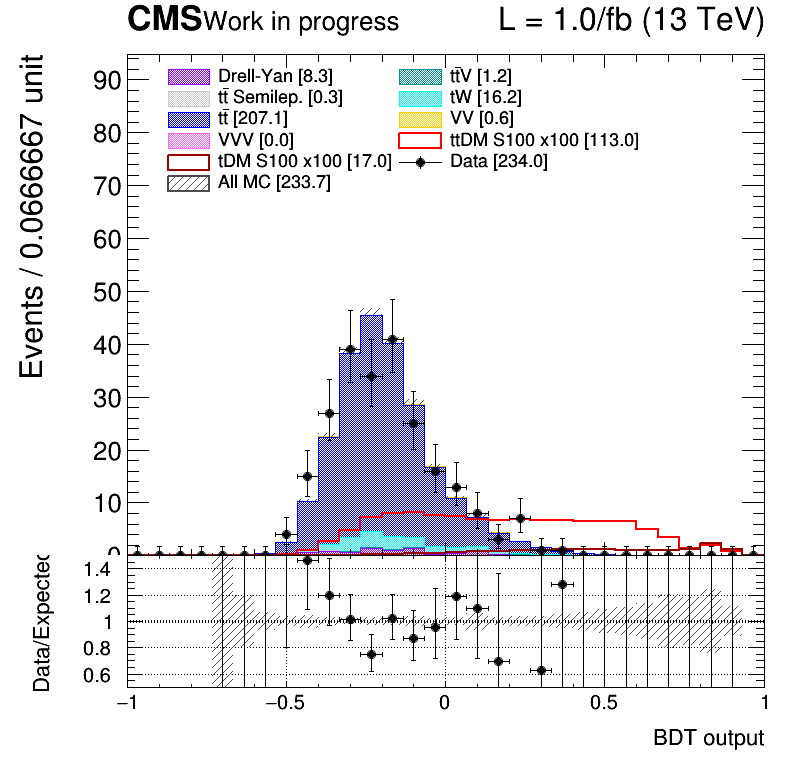 CMS Work in progress L = 1.0/fb (13 TeV)
Events / 0.0666667 unit
90
80
70
60
50
40
30
20
10
0
Drell-Yan [8.3] tt̄V [1.2]
tt̄ Semilep. [0.3] tW [16.2]
tt̄ [207.1] VV [0.6]
VVV [0.0] ttDM S100 x100 [113.0]
tDM S100 x100 [17.0] Data [234.0]
All MC [233.7]
Data/Expected
1.4
1.2
1
0.8
0.6
−1 −0.5 0 0.5 1
BDT output